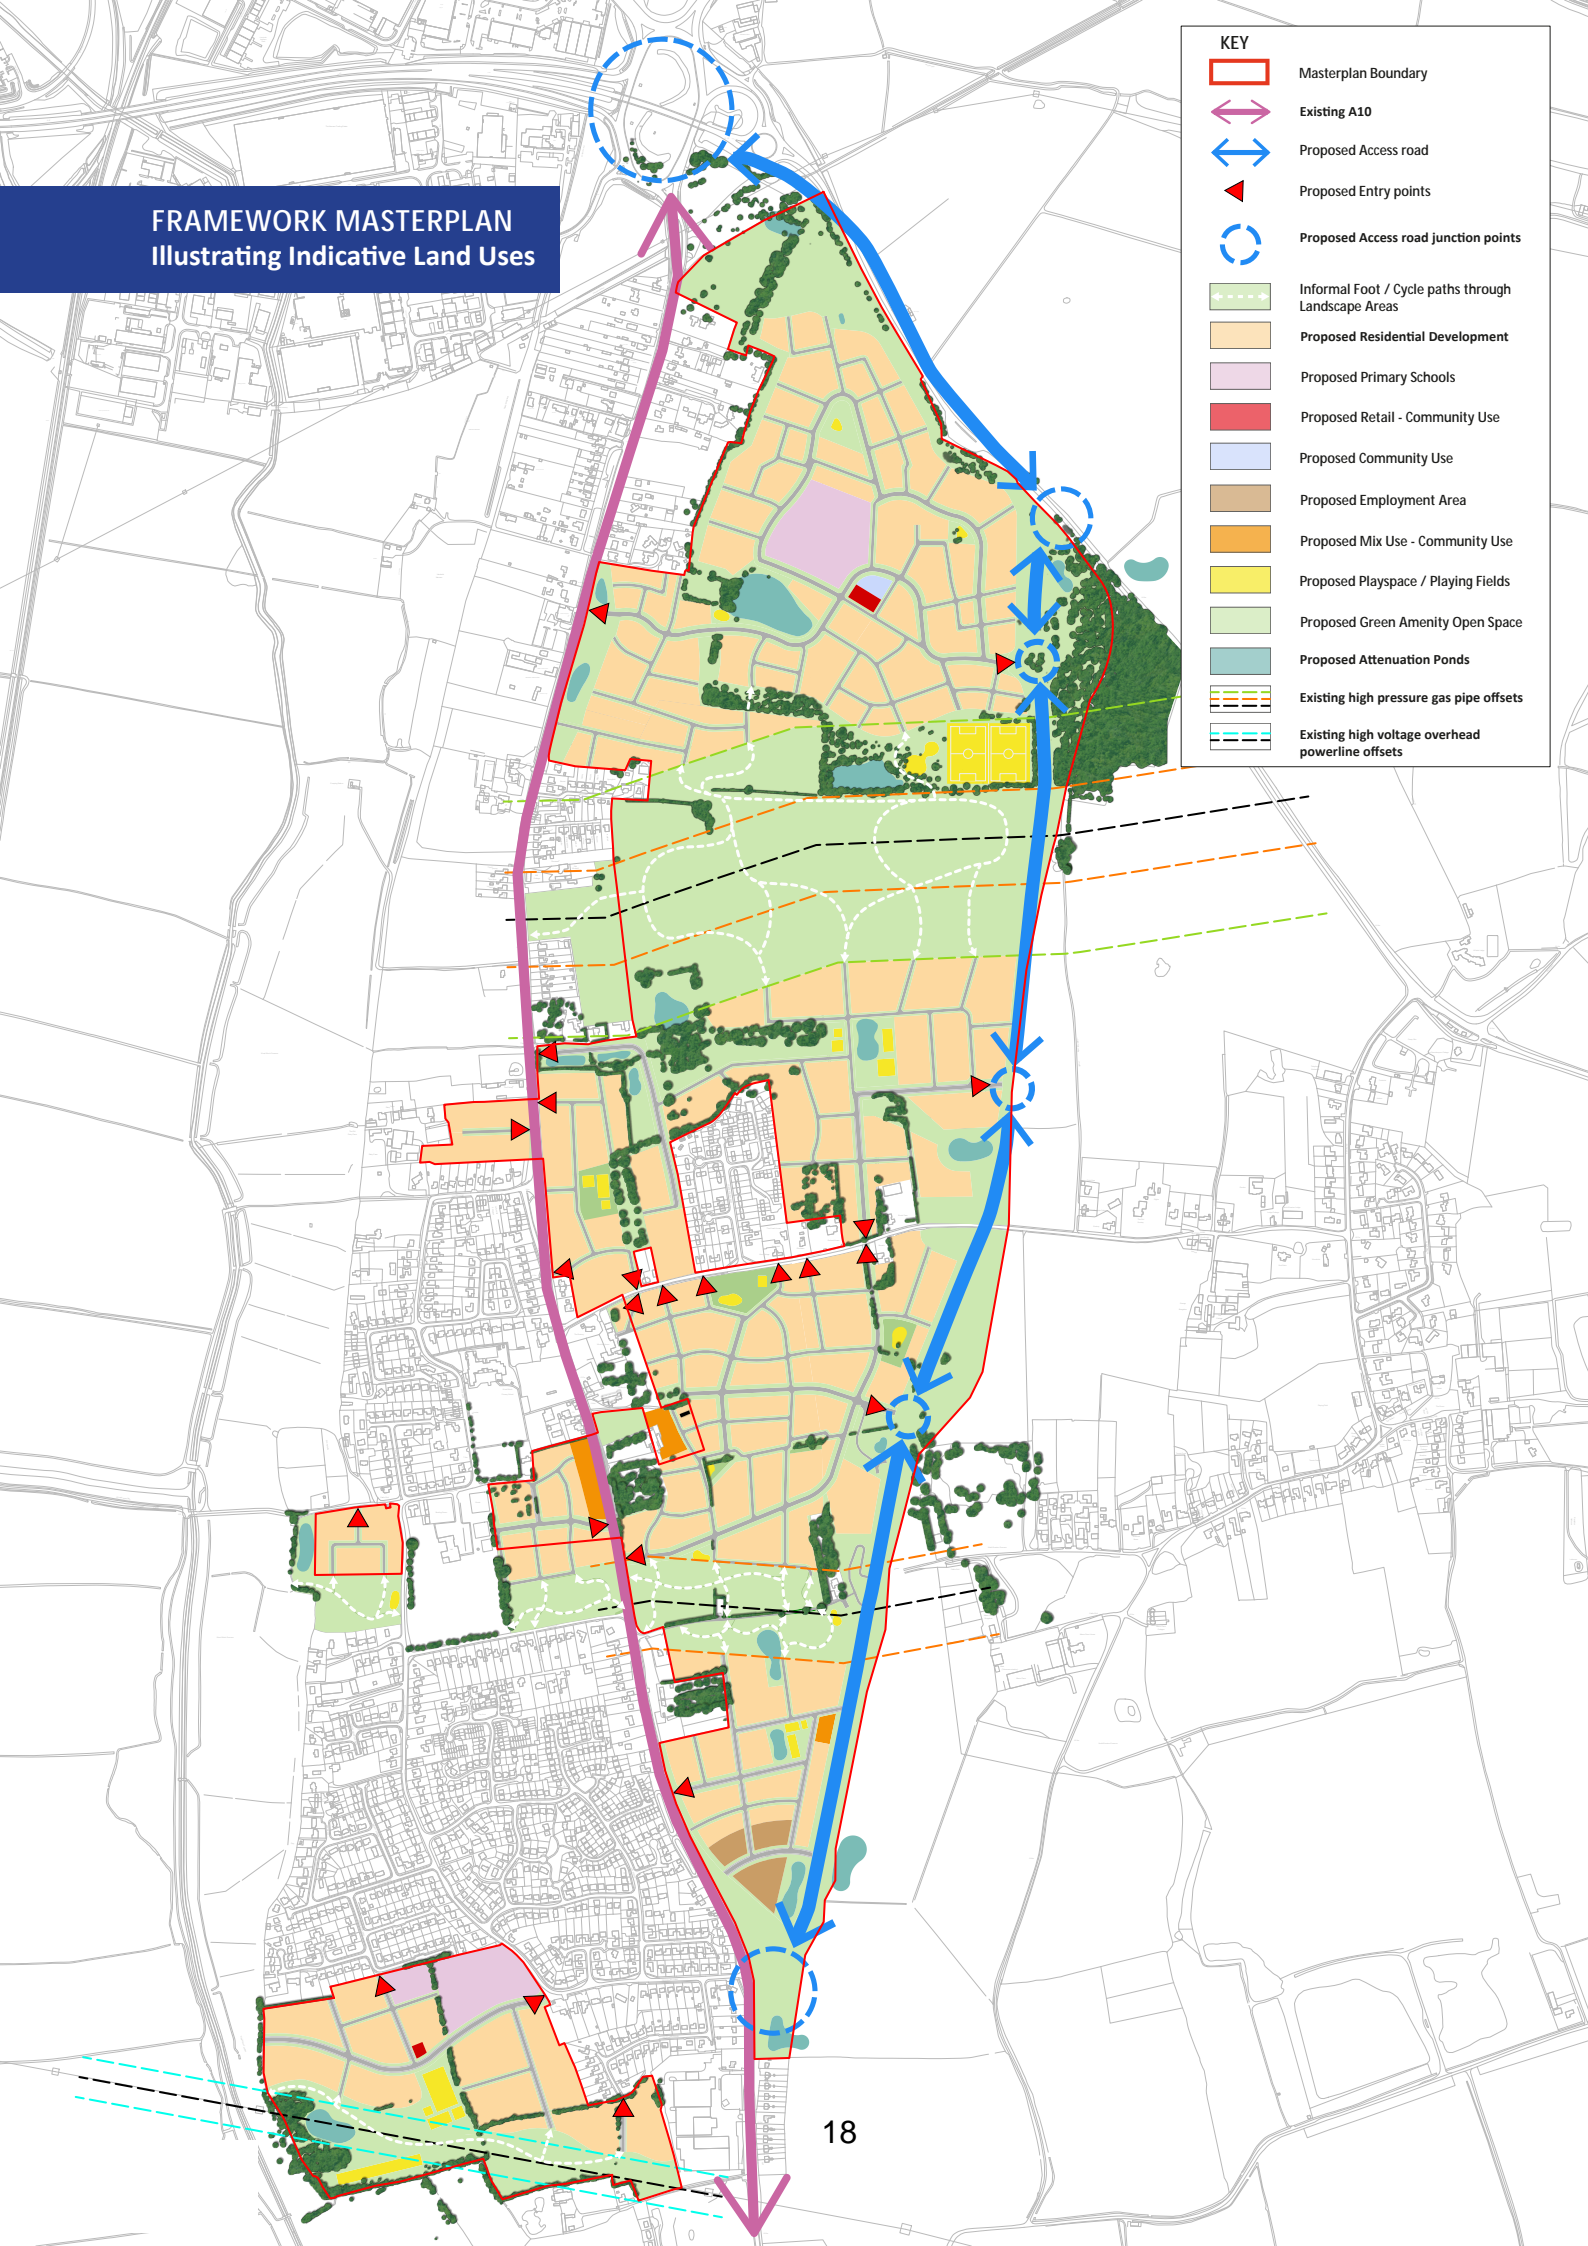 FRAMEWORK MASTERPLAN
Illustrating Indicative Land Uses
KEY
Masterplan Boundary
Existing A10
Proposed Access road
Proposed Entry points
Proposed Access road junction points
Informal Foot / Cycle paths through
Landscape Areas
Proposed Residential Development
Proposed Primary Schools
Proposed Retail - Community Use
Proposed Community Use
Proposed Employment Area
Proposed Mix Use - Community Use
Proposed Playspace / Playing Fields
Proposed Green Amenity Open Space
Proposed Attenuation Ponds
Existing high pressure gas pipe offsets
Existing high voltage overhead
powerline offsets
18